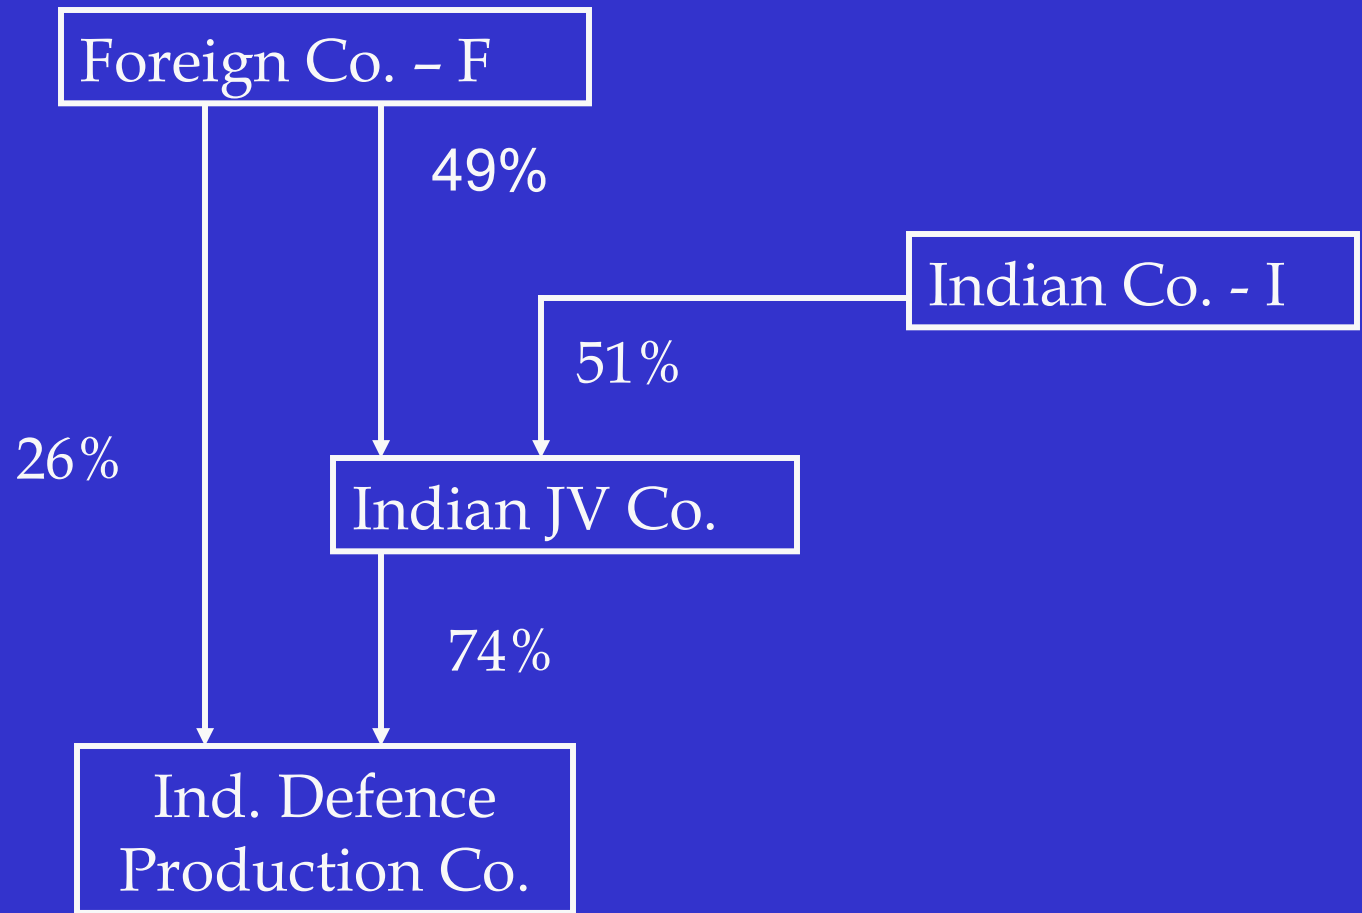 Foreign Co. – F
49%
Indian Co. - I
51%
26%
Indian JV Co.
74%
Ind. Defence
Production Co.